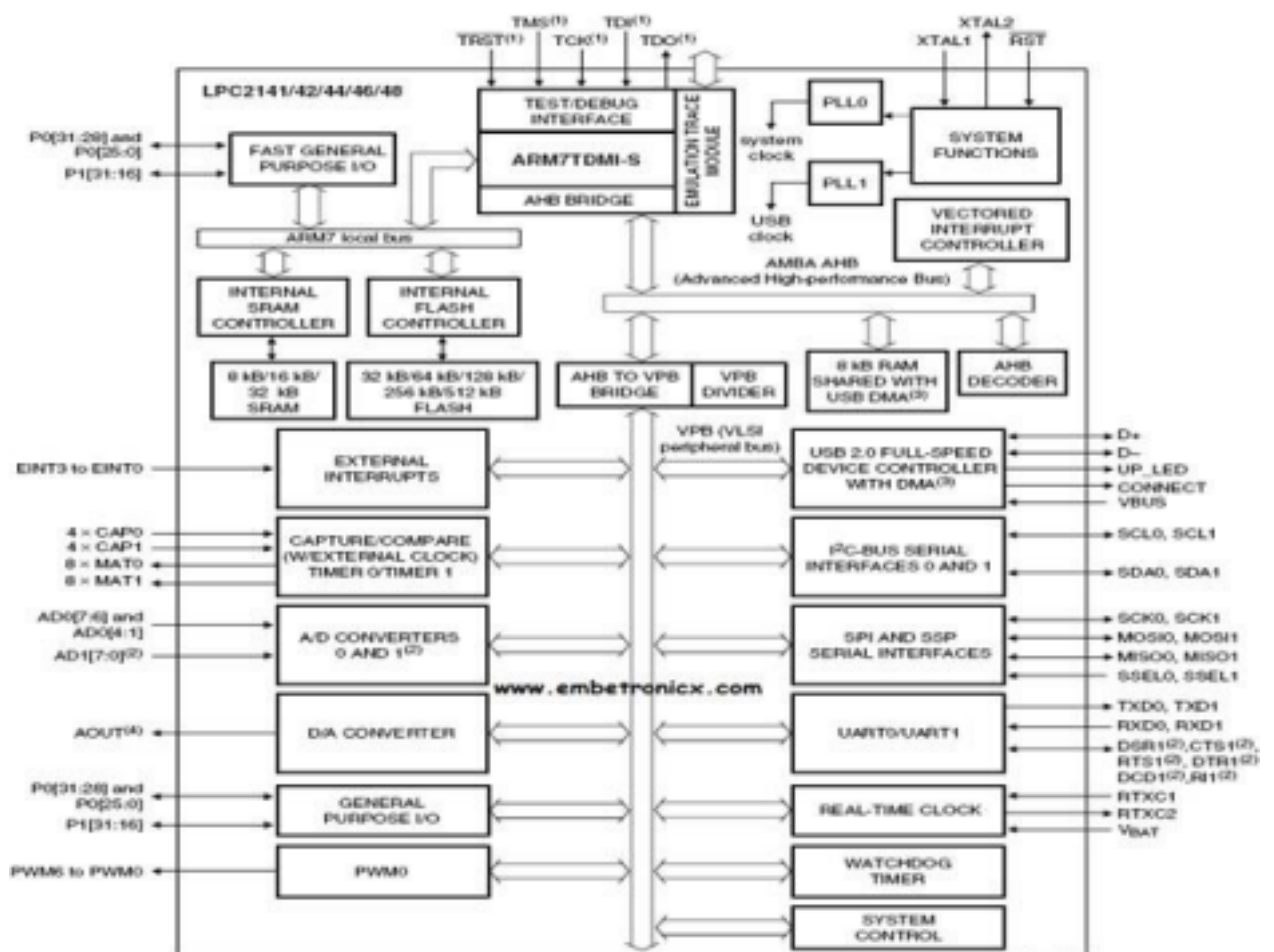 TMS(1)
TDI(1)
XTAL2
TRST(1)
TCK(1)
TDO(1)
XTAL1
RST
LPC2141/42/44/46/48
TEST/DEBUG
INTERFACE
EMULATION TRACE
MODULE
PLL0
SYSTEM
FUNCTIONS
P0[31:28] and
P0[25:0]
P1[31:16]
FAST GENERAL
PURPOSE I/O
ARM7TDMI-S
system
clock
PLL1
AHB BRIDGE
USB
clock
VECTORED
INTERRUPT
CONTROLLER
ARM7 local bus
AMBA AHB
(Advanced High-performance Bus)
INTERNAL
SRAM
CONTROLLER
INTERNAL
FLASH
CONTROLLER
8 kB/16 kB/
32 kB
SRAM
32 kB/64 kB/128 kB/
256 kB/512 kB
FLASH
AHB TO VPB
BRIDGE
VPB
DIVIDER
8 kB RAM
SHARED WITH
USB DMA(3)
AHB
DECODER
VPB (VLSI
peripheral bus)
EINT3 to EINT0
EXTERNAL
INTERRUPTS
USB 2.0 FULL-SPEED
DEVICE CONTROLLER
WITH DMA(3)
D+
D−
UP_LED
CONNECT
VBUS
4 × CAP0
4 × CAP1
8 × MAT0
8 × MAT1
CAPTURE/COMPARE
(W/EXTERNAL CLOCK)
TIMER 0/TIMER 1
I2C-BUS SERIAL
INTERFACES 0 AND 1
SCL0, SCL1
SDA0, SDA1
AD0[7:6] and
AD0[4:1]
AD1[7:0](2)
A/D CONVERTERS
0 AND 1(2)
SPI AND SSP
SERIAL INTERFACES
SCK0, SCK1
MOSI0, MOSI1
MISO0, MISO1
SSEL0, SSEL1
www.embetronicx.com
AOUT(4)
D/A CONVERTER
UART0/UART1
TXD0, TXD1
RXD0, RXD1
DSR1(2),CTS1(2),
RTS1(2), DTR1(2)
DCD1(2),RI1(2)
P0[31:28] and
P0[25:0]
P1[31:16]
GENERAL
PURPOSE I/O
REAL-TIME CLOCK
RTXC1
RTXC2
VBAT
PWM6 to PWM0
PWM0
WATCHDOG
TIMER
SYSTEM
CONTROL